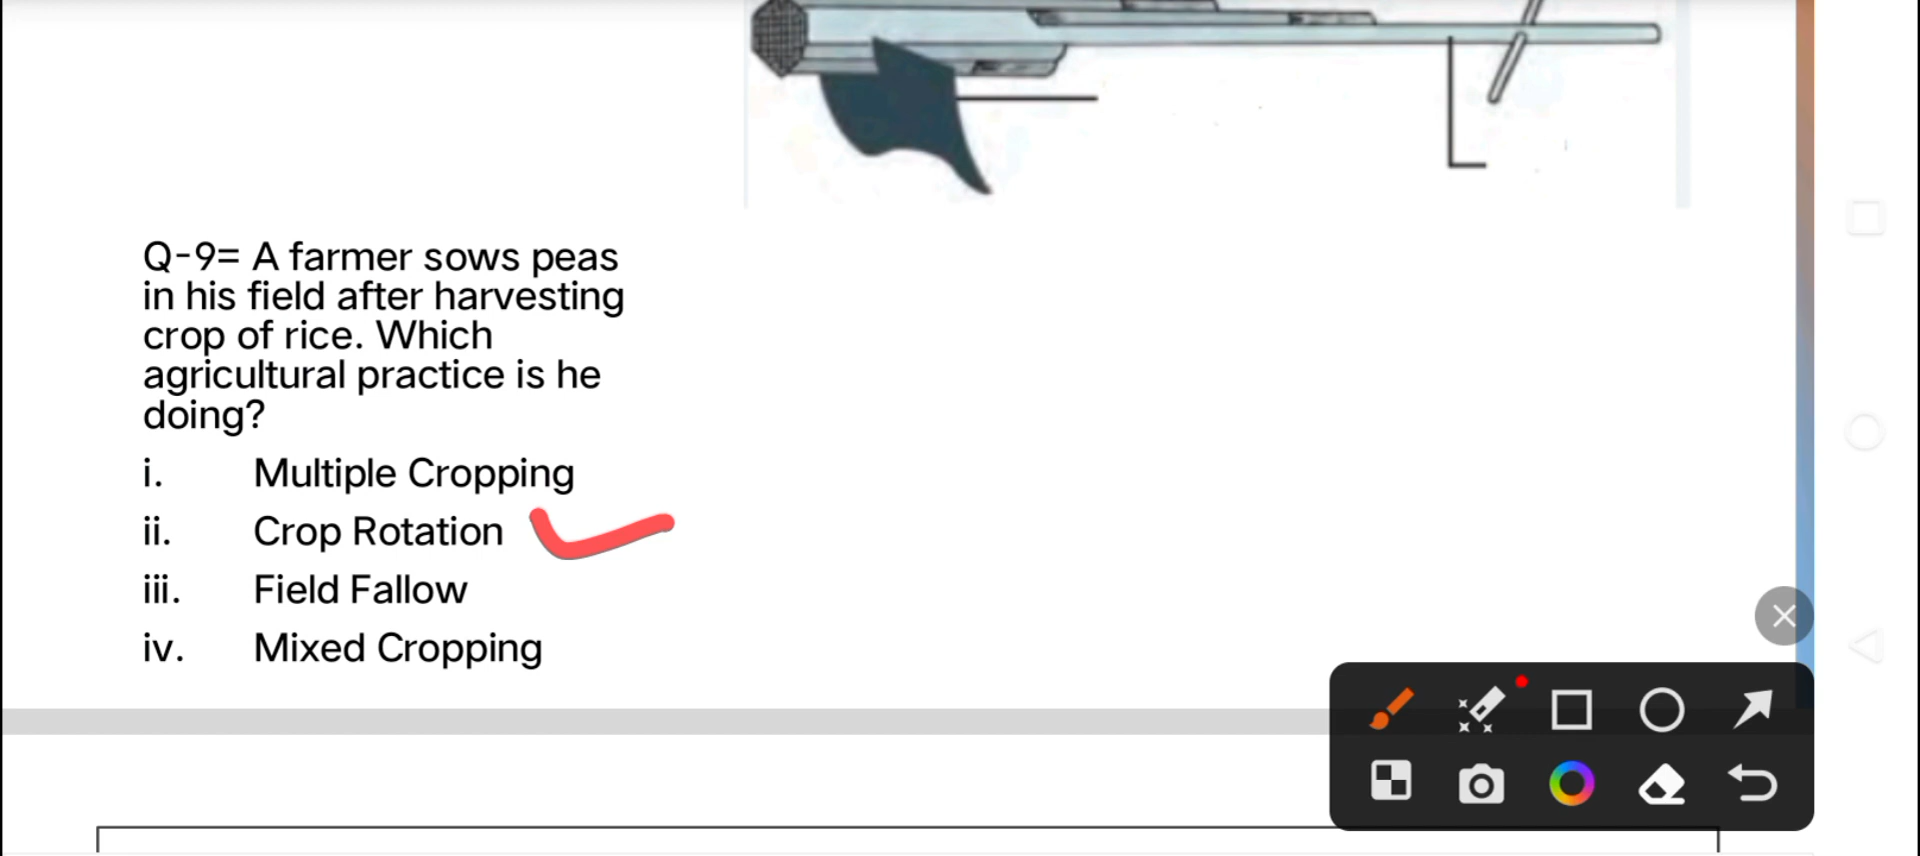 Q-9= A farmer sows peas
in his field after harvesting
crop of rice. Which
agricultural practice is he
doing?
i. Multiple Cropping
ii. Crop Rotation
iii. Field Fallow
iv. Mixed Cropping